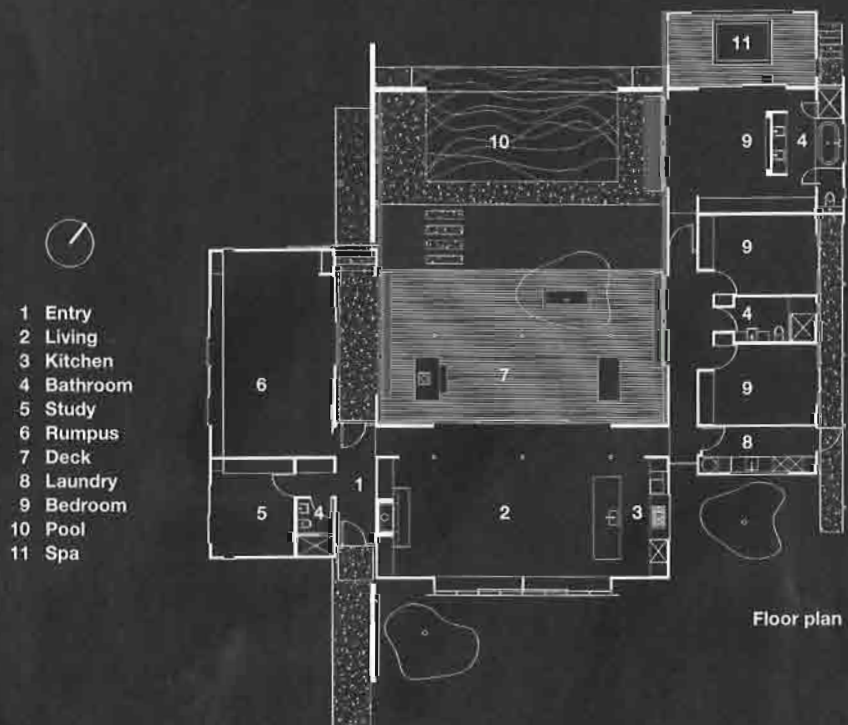 11
10
9
4
9
4
9
8
6
7
5
4
1
2
3
1 Entry
2 Living
3 Kitchen
4 Bathroom
5 Study
6 Rumpus
7 Deck
8 Laundry
9 Bedroom
10 Pool
11 Spa
Floor plan